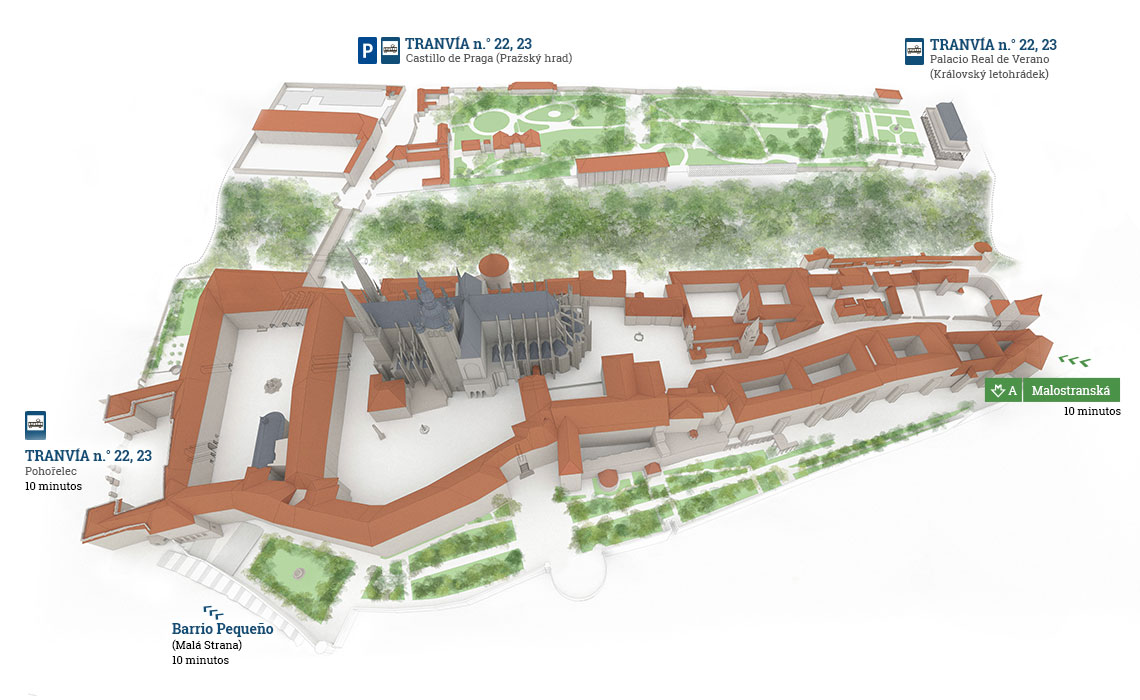 TRANVÍA n.° 22, 23
Palacio Real de Verano
(Královský letohrádek)
A Malostranská
10 minutos
P
TRANVÍA n.° 22, 23
Castillo de Praga (Pražský hrad)
TRANVÍA n.° 22, 23
Pohořelec
10 minutos
Barrio Pequeño
(Malá Strana)
10 minutos